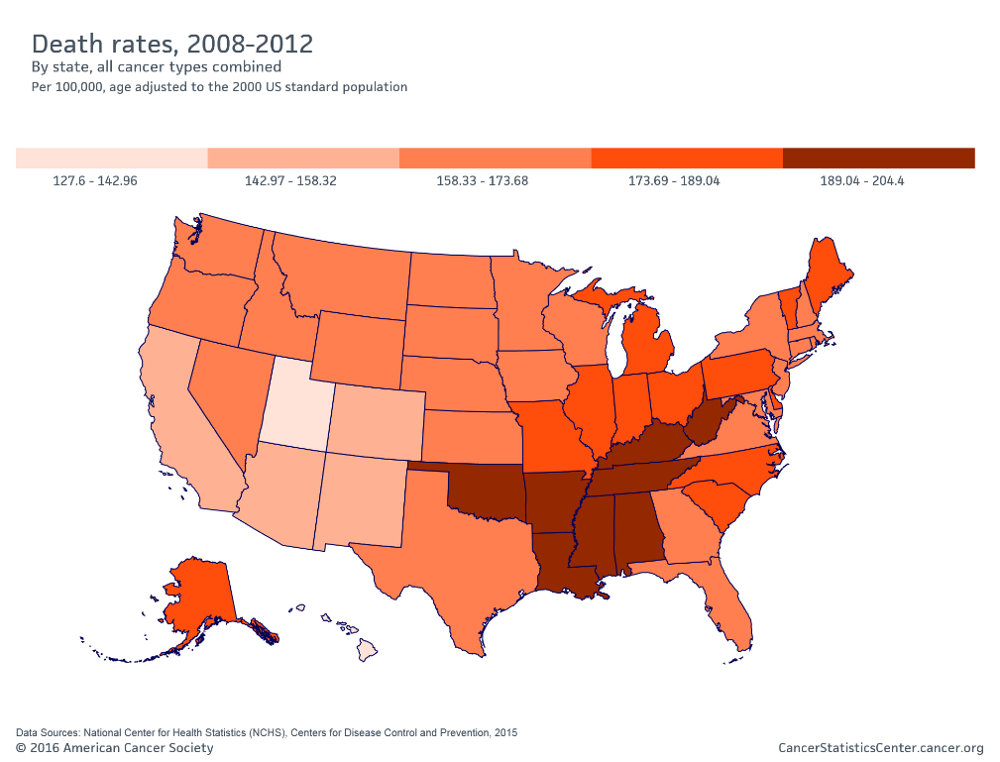 Death rates, 2008-2012
By state, all cancer types combined
Per 100,000, age adjusted to the 2000 US standard population
127.6 - 142.96 142.97 - 158.32 158.33 - 173.68 173.69 - 189.04 189.04 - 204.4
Data Sources: National Center for Health Statistics (NCHS), Centers for Disease Control and Prevention, 2015
© 2016 American Cancer Society CancerStatisticsCenter.cancer.org